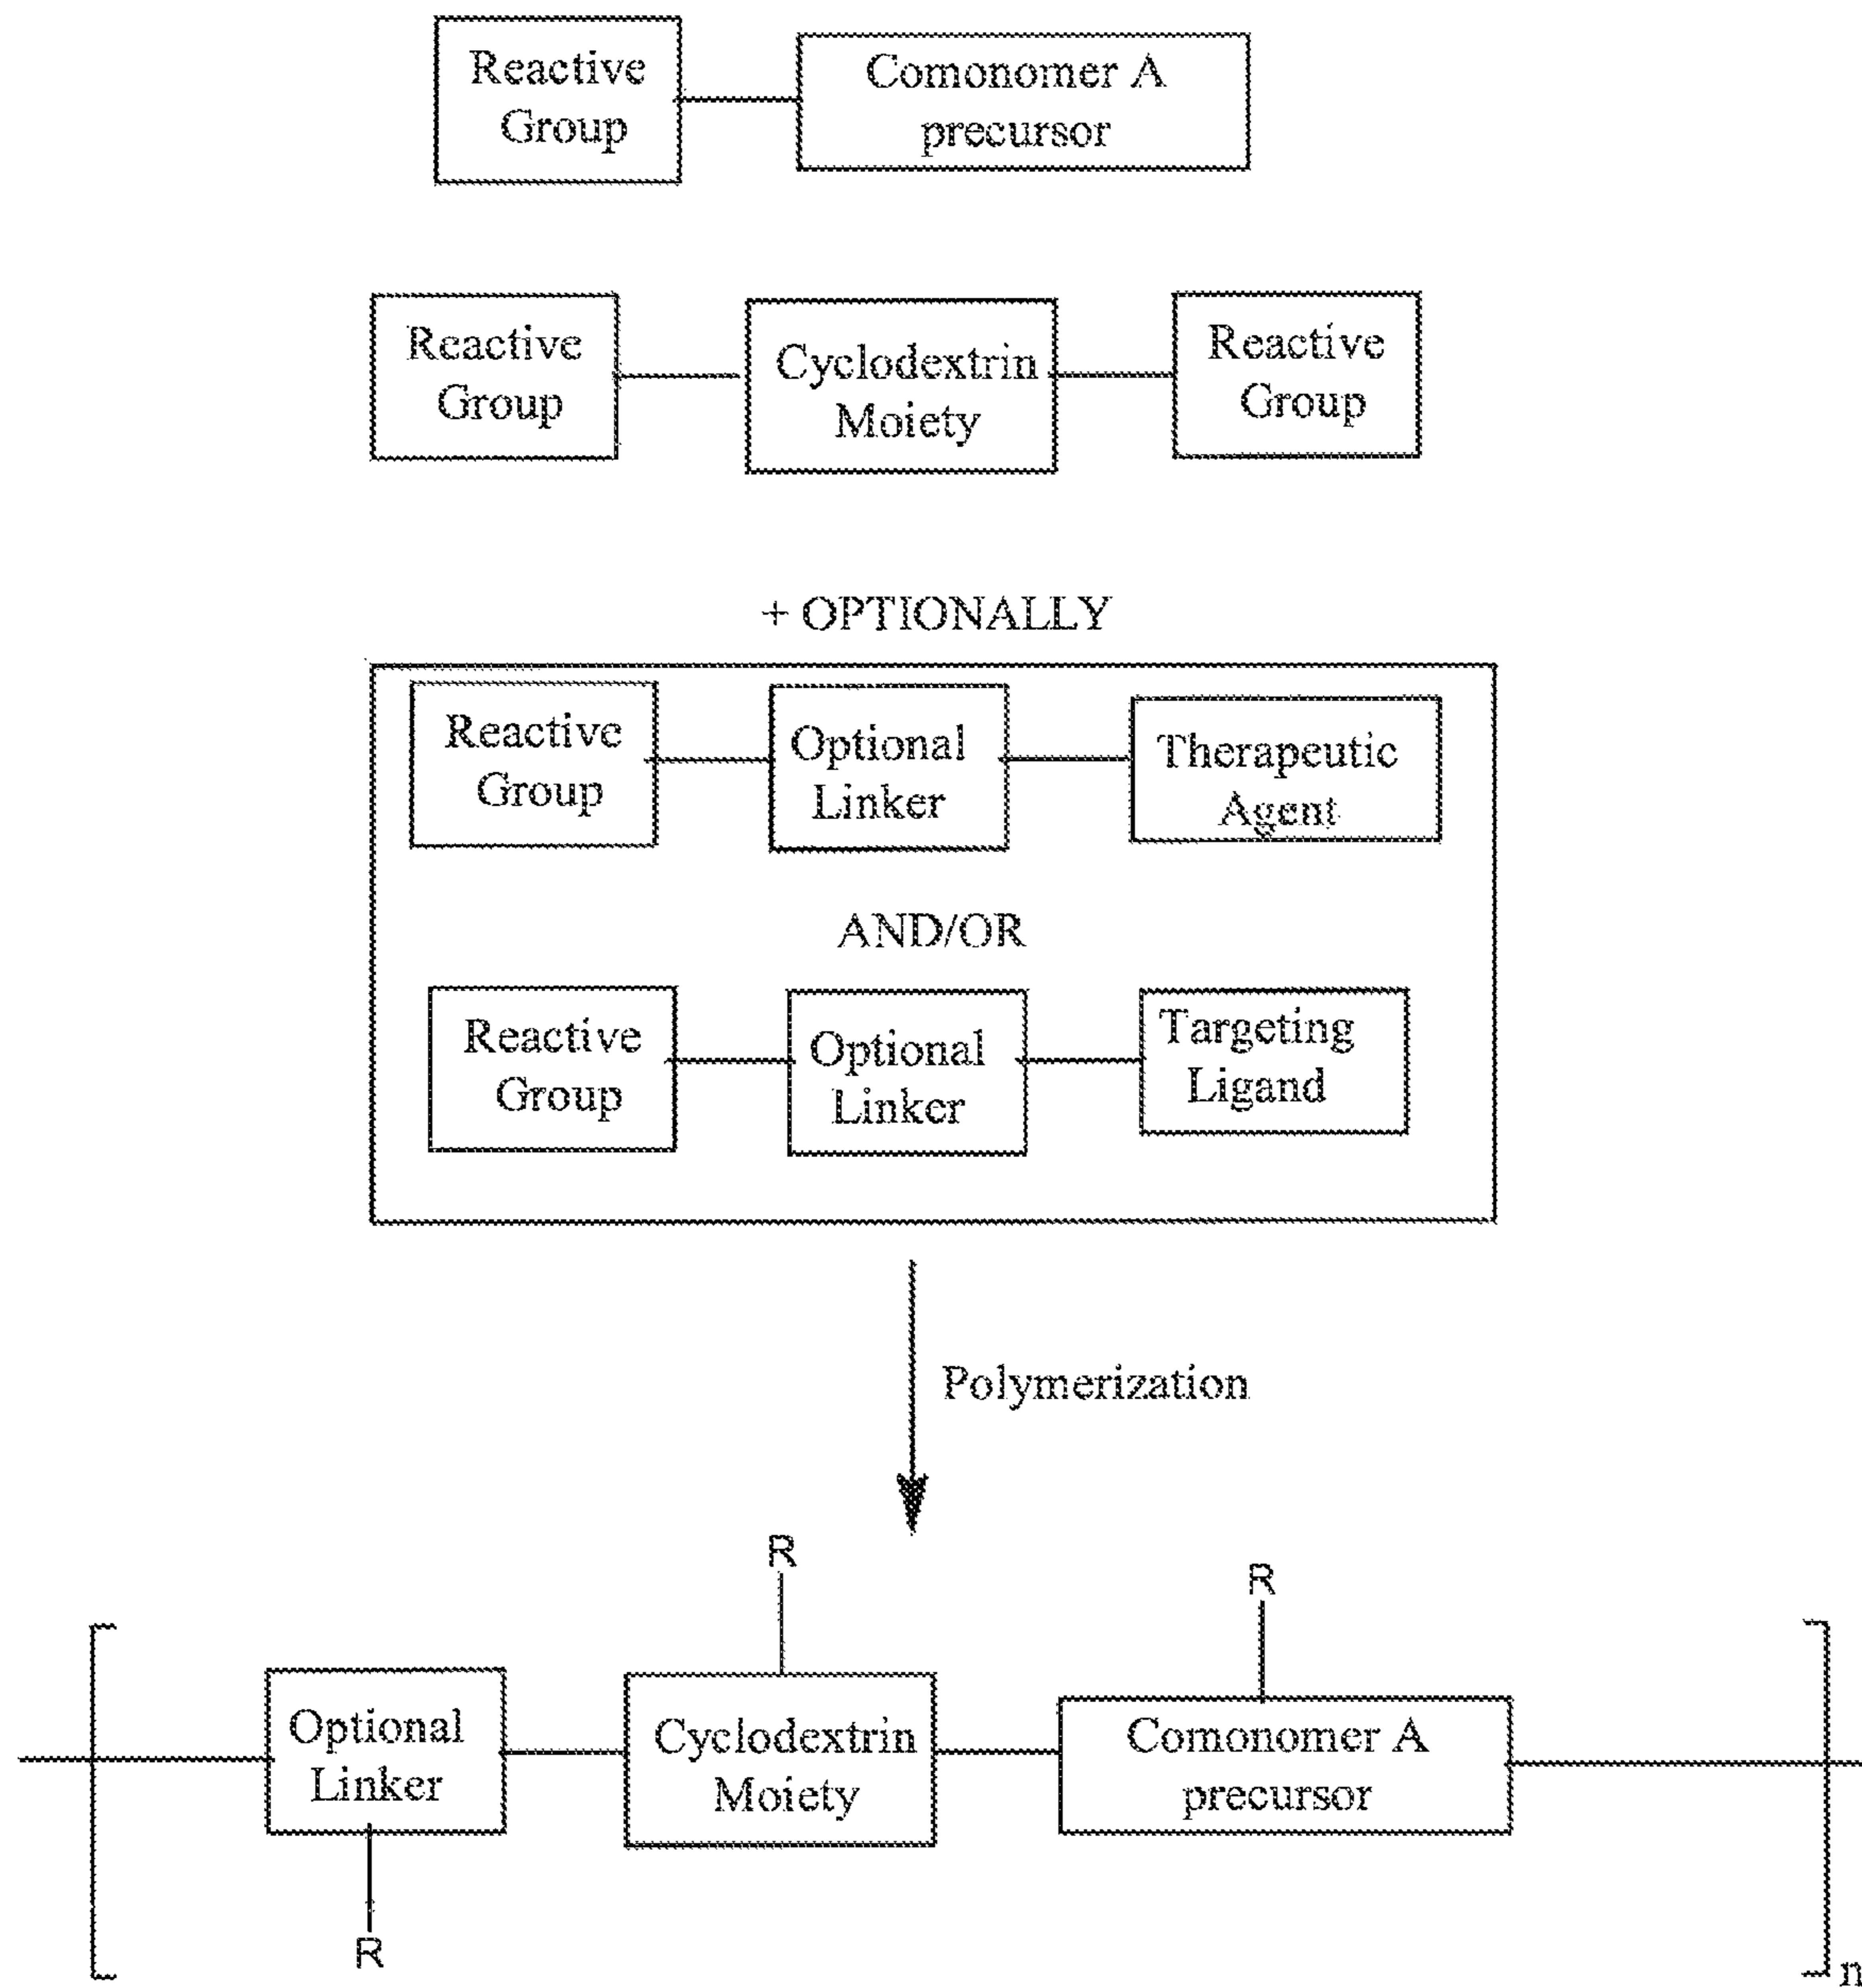 Reactive
Group
Comonomer A
precursor
Reactive
Group
Cyclodextrin
Moiety
Reactive
Group
+ OPTIONALLY
Reactive
Group
Optional
Linker
Therapeutic
Agent
AND/OR
Reactive
Group
Optional
Linker
Targeting
Ligand
Polymerization
R
R
Optional
Linker
Cyclodextrin
Moiety
Comonomer A
precursor
R
n